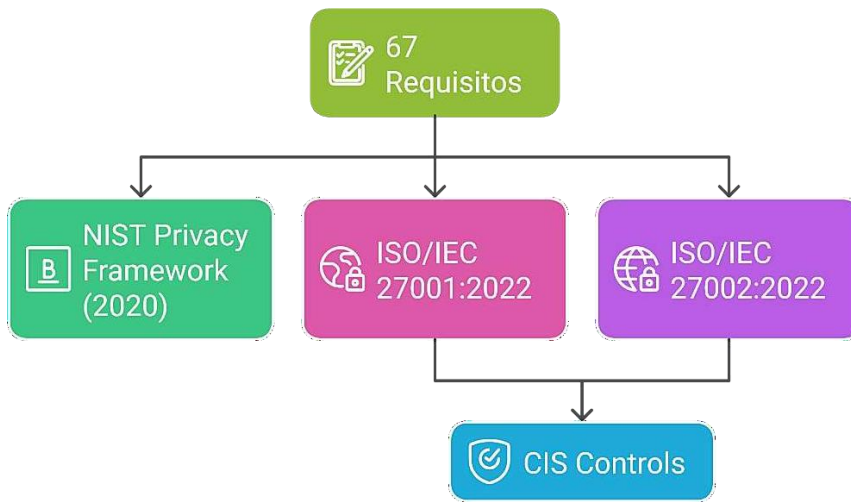 67
Requisitos
NIST Privacy
Framework
(2020)
B
ISO/IEC
27001:2022
ISO/IEC
27002:2022
CIS Controls